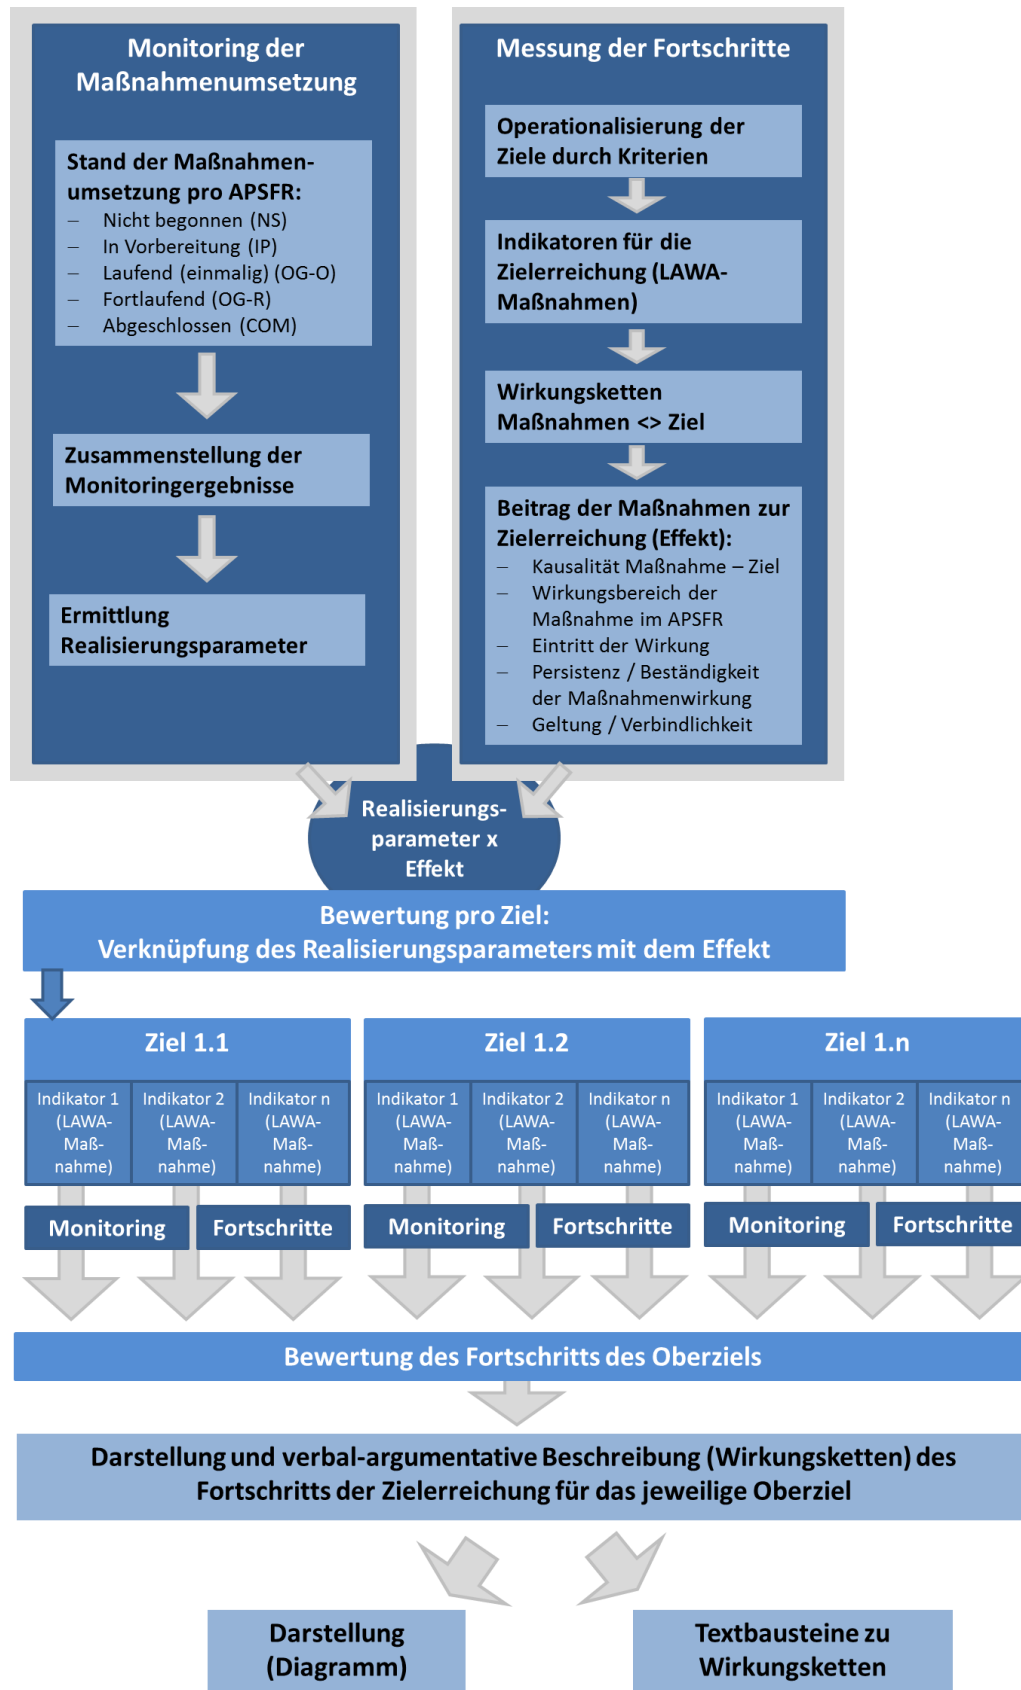 Monitoring der
Maßnahmenumsetzung
Stand der Maßnahmen-
umsetzung pro APSFR:
– Nicht begonnen (NS)
– In Vorbereitung (IP)
– Laufend (einmalig) (OG-O)
– Fortlaufend (OG-R)
– Abgeschlossen (COM)
Zusammenstellung der
Monitoringergebnisse
Ermittlung
Realisierungsparameter
Messung der Fortschritte
Operationalisierung der
Ziele durch Kriterien
Indikatoren für die
Zielerreichung (LAWA-
Maßnahmen)
Wirkungsketten
Maßnahmen <> Ziel
Beitrag der Maßnahmen zur
Zielerreichung (Effekt):
– Kausalität Maßnahme – Ziel
– Wirkungsbereich der
Maßnahme im APSFR
– Eintritt der Wirkung
– Persistenz / Beständigkeit
der Maßnahmenwirkung
– Geltung / Verbindlichkeit
Realisierungs-
parameter x
Effekt
Bewertung pro Ziel:
Verknüpfung des Realisierungsparameters mit dem Effekt
Ziel 1.1
Indikator 1
(LAWA-
Maß-
nahme)
Indikator 2
(LAWA-
Maß-
nahme)
Indikator n
(LAWA-
Maß-
nahme)
Monitoring
Fortschritte
Ziel 1.2
Indikator 1
(LAWA-
Maß-
nahme)
Indikator 2
(LAWA-
Maß-
nahme)
Indikator n
(LAWA-
Maß-
nahme)
Monitoring
Fortschritte
Ziel 1.n
Indikator 1
(LAWA-
Maß-
nahme)
Indikator 2
(LAWA-
Maß-
nahme)
Indikator n
(LAWA-
Maß-
nahme)
Monitoring
Fortschritte
Bewertung des Fortschritts des Oberziels
Darstellung und verbal-argumentative Beschreibung (Wirkungsketten) des
Fortschritts der Zielerreichung für das jeweilige Oberziel
Darstellung
(Diagramm)
Textbausteine zu
Wirkungsketten